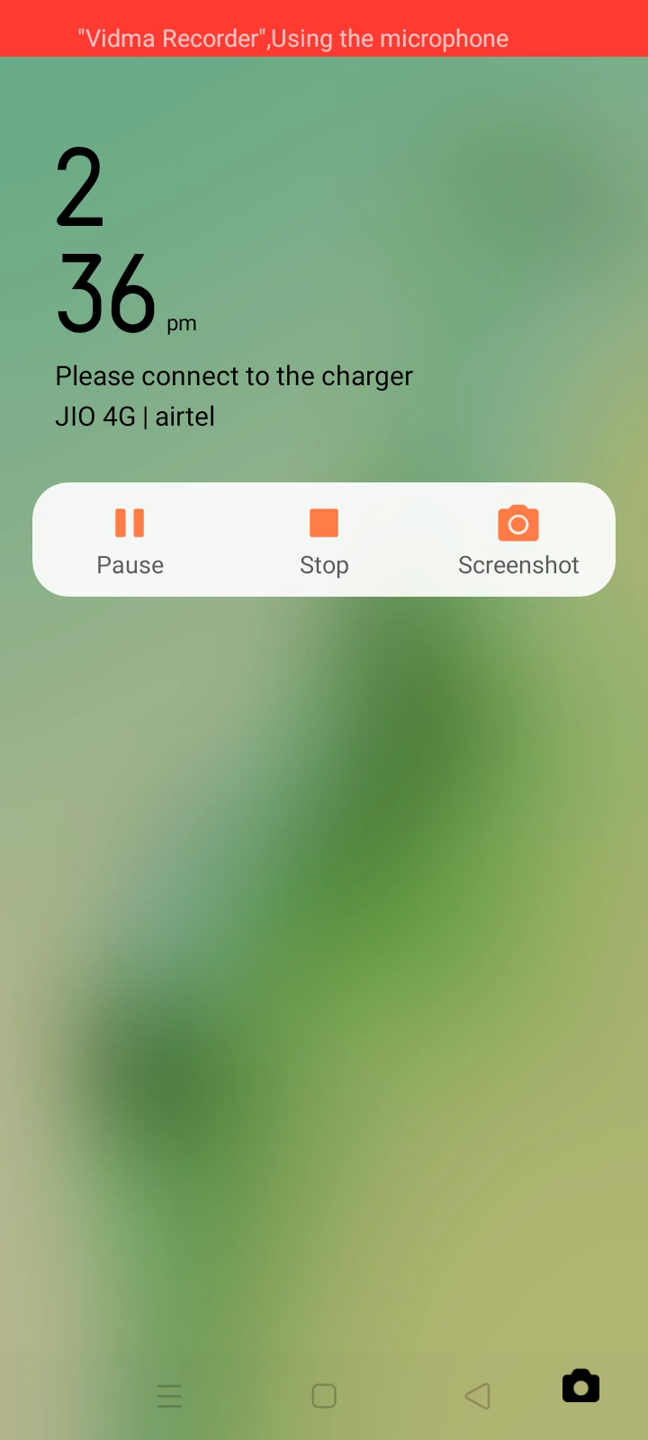 "Vidma Recorder",Using the microphone
2
36 pm
Please connect to the charger
JIO 4G | airtel
Pause Stop Screenshot